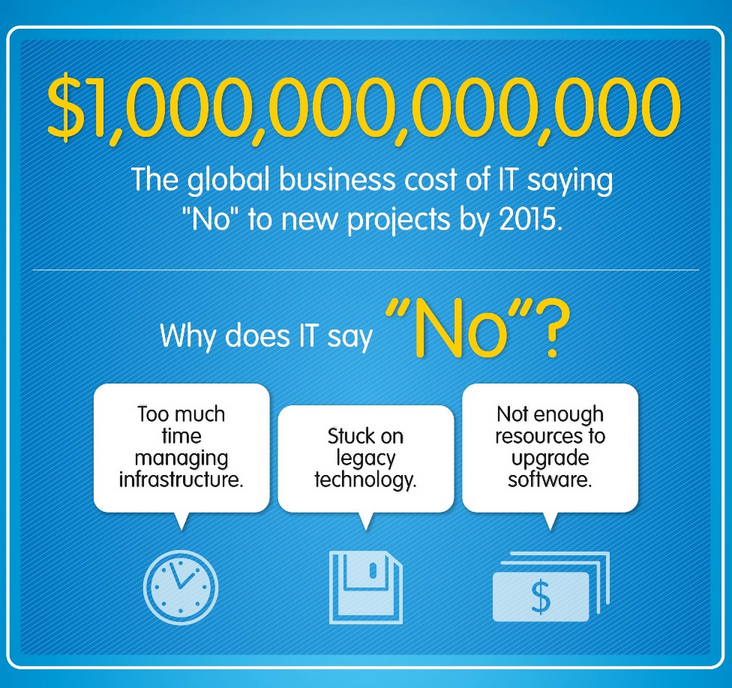 $1,000,000,000,000
The global business cost of IT saying
"No" to new projects by 2015.
Why does IT say "No"?
Too much
time
managing
infrastructure.
Stuck on
legacy
technology.
Not enough
resources to
upgrade
software.
$